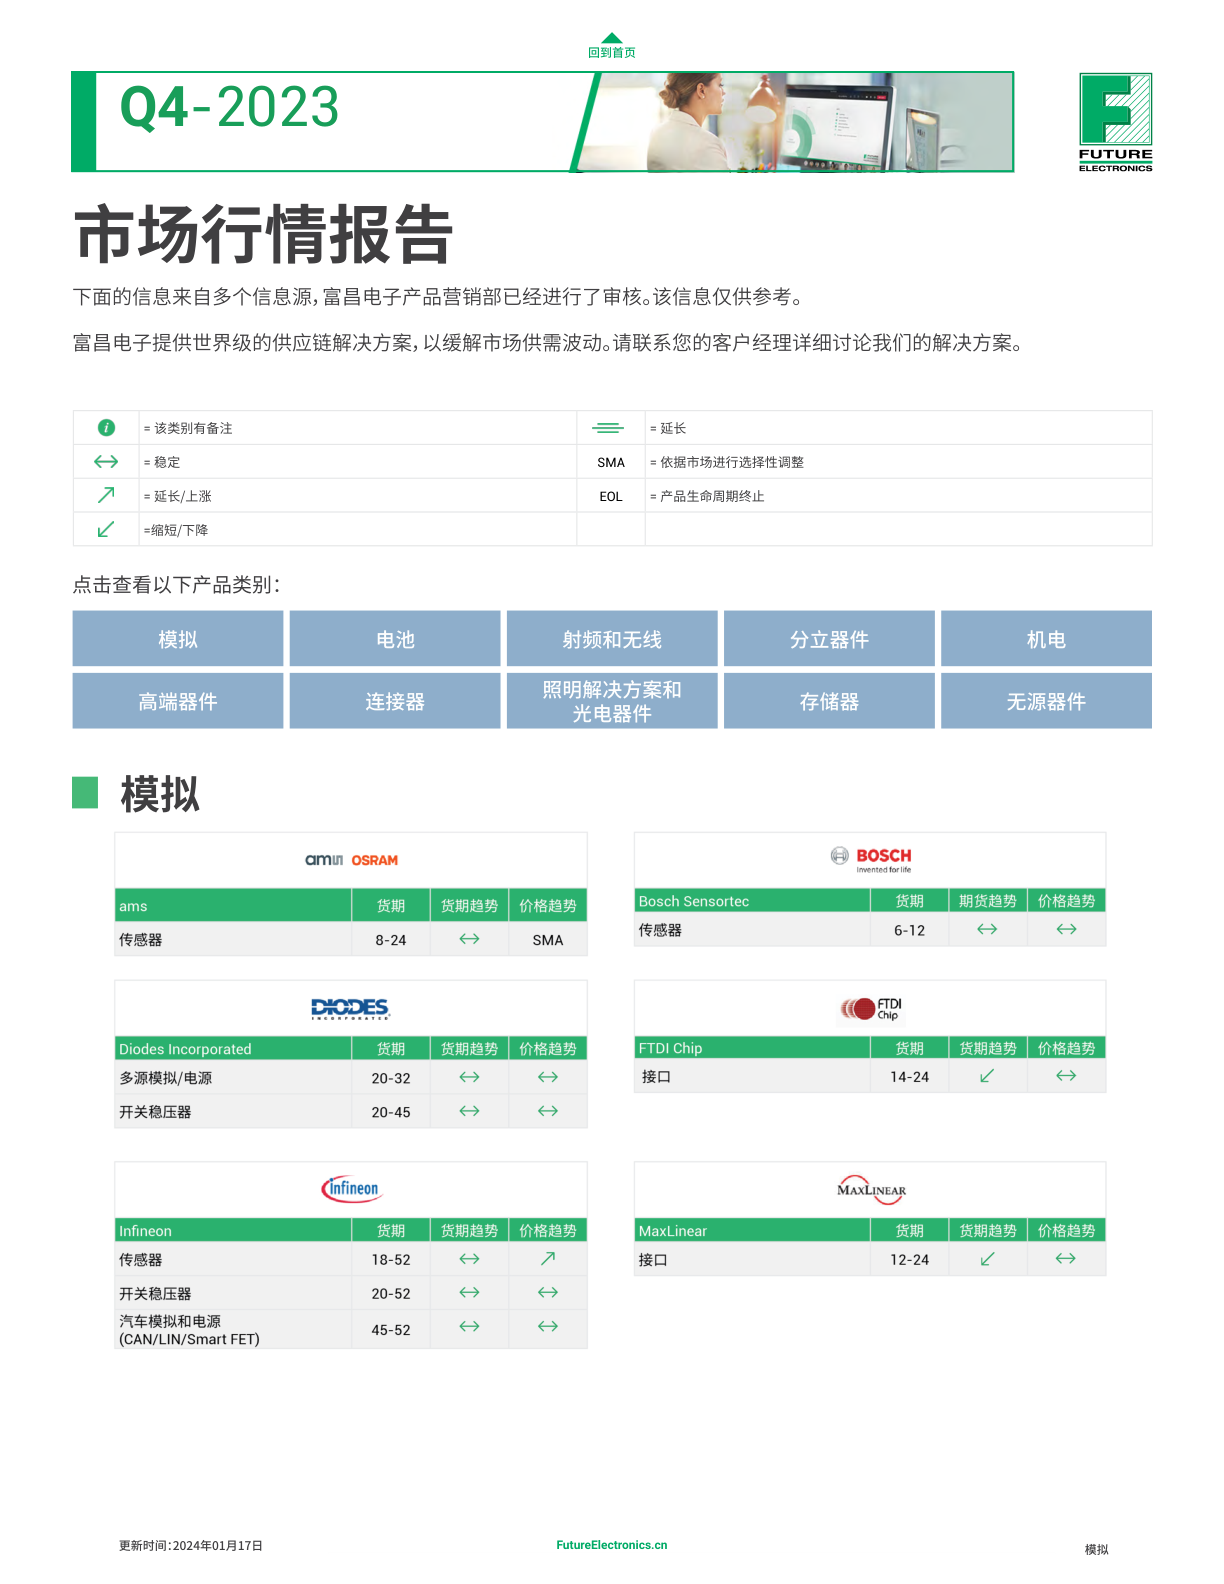 回到首页
Q4-2023
FUTURE
ELECTRONICS
市场行情报告
下面的信息来自多个信息源，富昌电子产品营销部已经进行了审核。该信息仅供参考。
富昌电子提供世界级的供应链解决方案，以缓解市场供需波动。请联系您的客户经理详细讨论我们的解决方案。
i = 该类别有备注 = 延长
= 稳定 SMA = 依据市场进行选择性调整
= 延长/上涨 EOL = 产品生命周期终止
=缩短/下降
点击查看以下产品类别：
模拟 电池 射频和无线 分立器件 机电
高端器件 连接器 照明解决方案和 存储器 无源器件
光电器件
模拟
amu OSRAM
ams 货期 货期趋势 价格趋势
传感器 8-24 ↔ SMA
BOSCH
Invented for life
Bosch Sensortec 货期 期货趋势 价格趋势
传感器 6-12 ↔ ↔
DIODES
INCORPORATED
Diodes Incorporated 货期 货期趋势 价格趋势
多源模拟/电源 20-32 ↔ ↔
开关稳压器 20-45 ↔ ↔
FTDI
Chip
FTDI Chip 货期 货期趋势 价格趋势
接口 14-24 ↙ ↔
infineon
Infineon 货期 货期趋势 价格趋势
传感器 18-52 ↔ ↗
开关稳压器 20-52 ↔ ↔
汽车模拟和电源
(CAN/LIN/Smart FET) 45-52 ↔ ↔
MAXLINEAR
MaxLinear 货期 货期趋势 价格趋势
接口 12-24 ↙ ↔
更新时间：2024年01月17日
FutureElectronics.cn
模拟